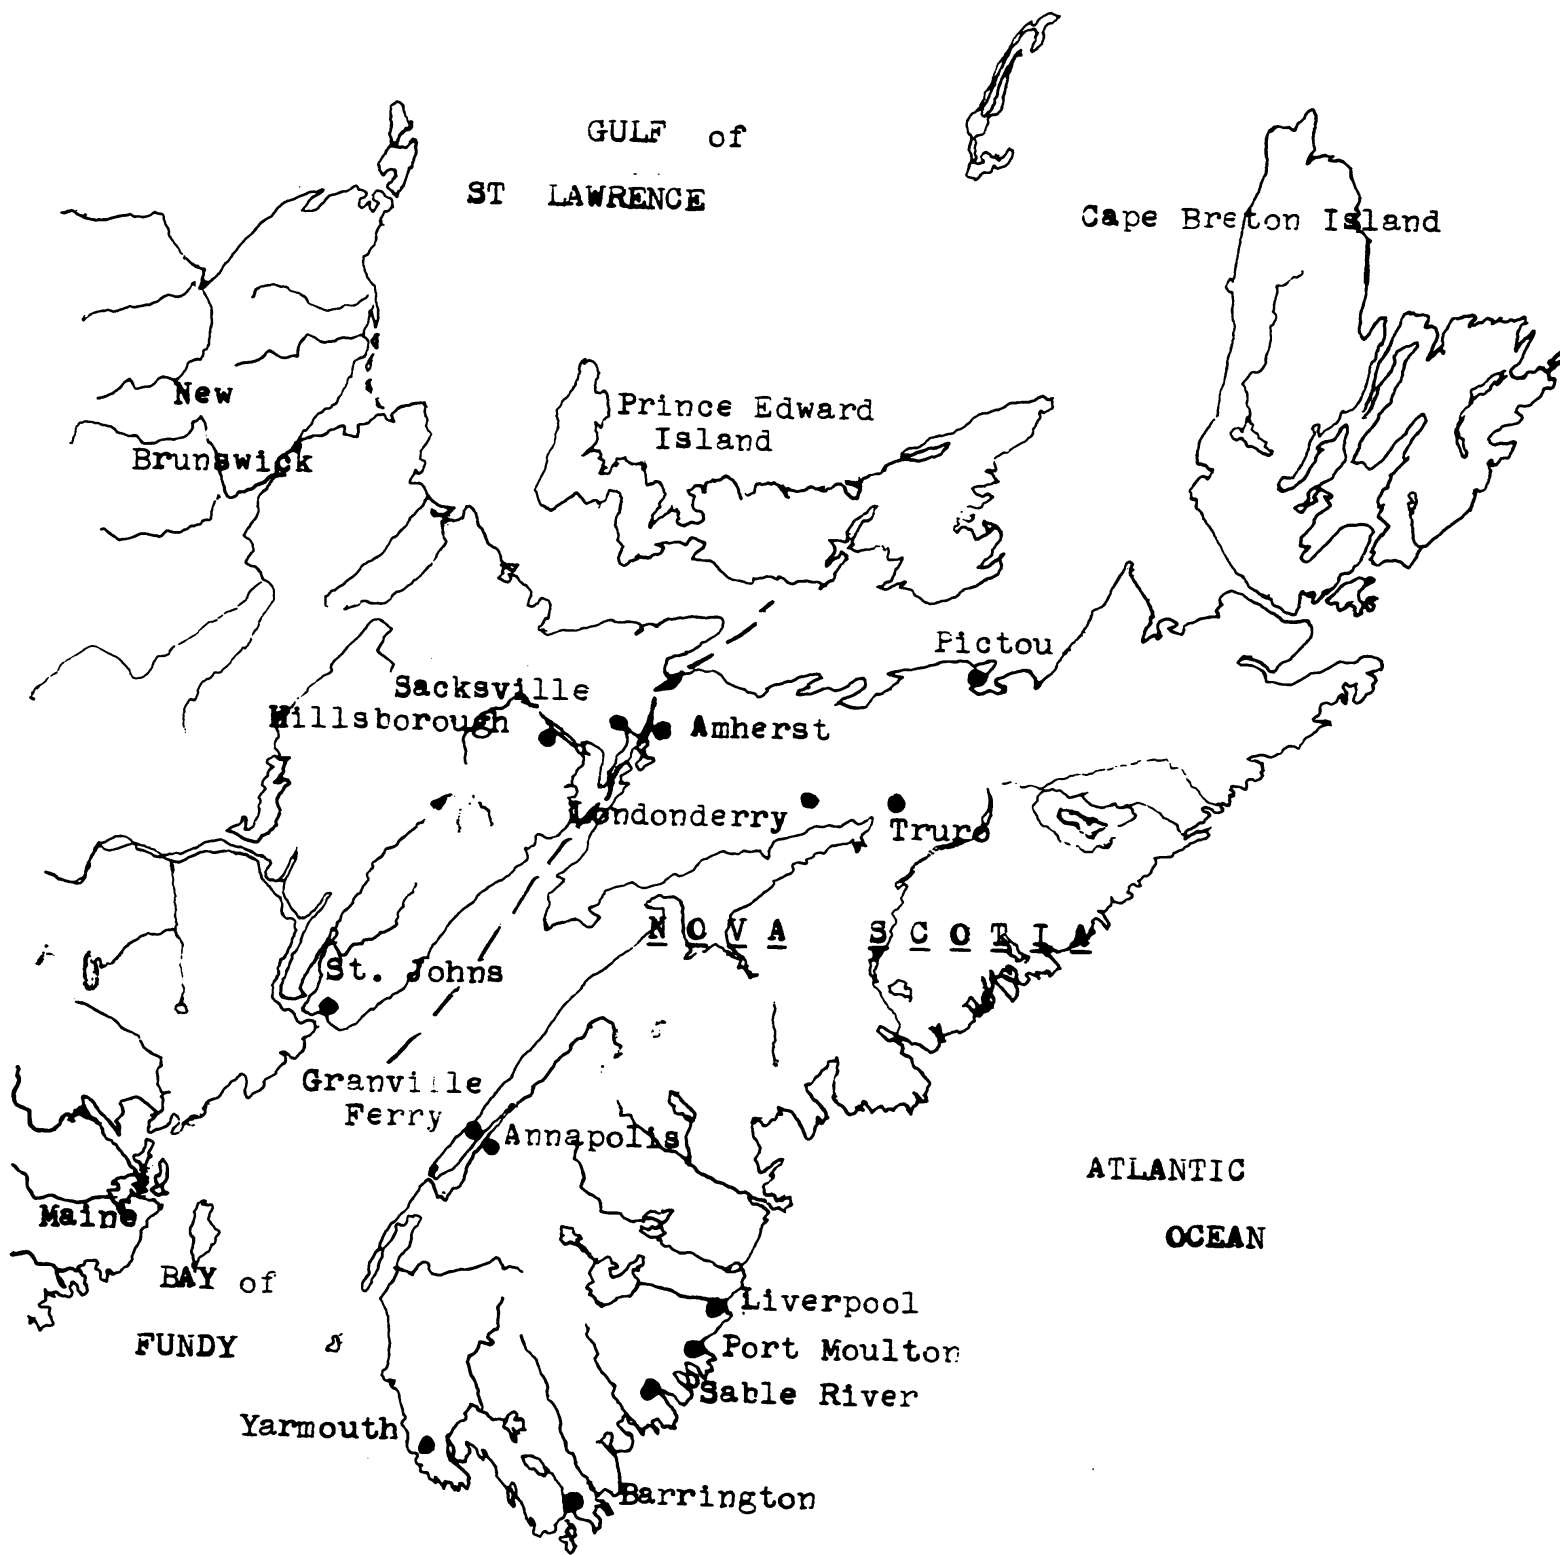 GULF of
ST LAWRENCE
Cape Breton Island
New
Brunswick
Prince Edward
Island
Pictou
Sacksville
Hillsborough
Amherst
Londonderry
Truro
NOVA SCOTIA
St. Johns
Granville
Ferry
Annapolis
ATLANTIC
OCEAN
Maine
BAY of
FUNDY
Liverpool
Port Moulton
Sable River
Yarmouth
Barrington